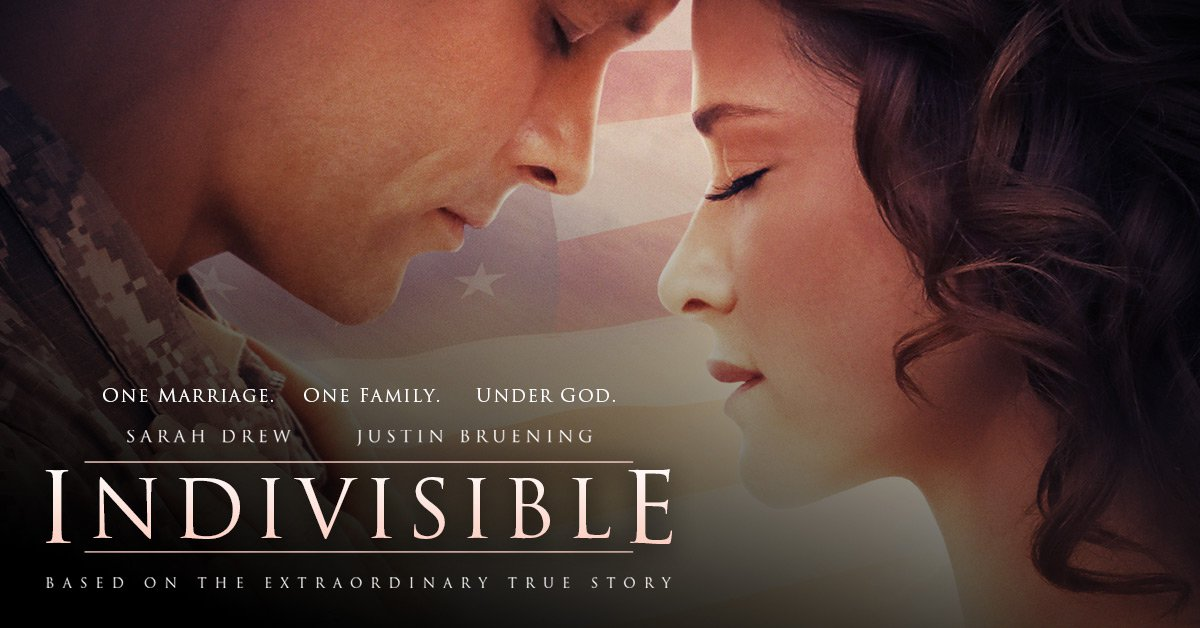 One Marriage. One Family. Under God.
SARAH DREW JUSTIN BRUENING
INDIVISIBLE
BASED ON THE EXTRAORDINARY TRUE STORY